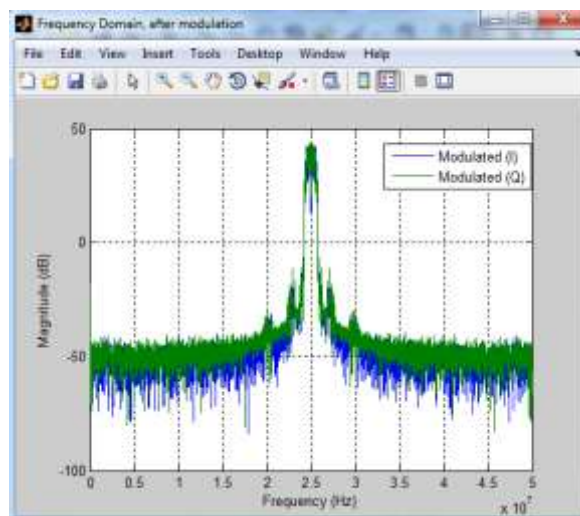 Frequency Domain, after modulation
File Edit View Insert Tools Desktop Window Help
50
Modulated (I)
Modulated (Q)
0
Magnitude (dB)
-50
-100
0 0.5 1 1.5 2 2.5 3 3.5 4 4.5 5
Frequency (Hz)
x 10^7